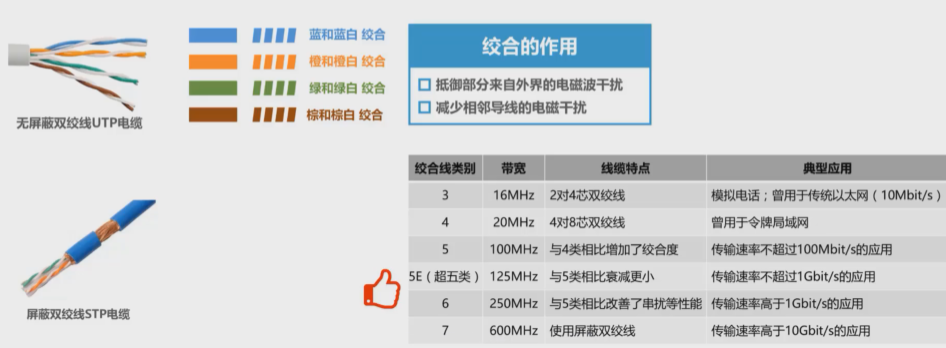 无屏蔽双绞线UTP电缆
蓝和蓝白 绞合
橙和橙白 绞合
绿和绿白 绞合
棕和棕白 绞合
绞合的作用
抵御部分来自外界的电磁波干扰
减少相邻导线的电磁干扰
屏蔽双绞线STP电缆
绞合线类别 带宽 线缆特点 典型应用
3 16MHz 2对4芯双绞线 模拟电话；曾用于传统以太网（10Mbit/s）
4 20MHz 4对8芯双绞线 曾用于令牌局域网
5 100MHz 与4类相比增加了绞合度 传输速率不超过100Mbit/s的应用
5E（超五类） 125MHz 与5类相比衰减更小 传输速率不超过1Gbit/s的应用
6 250MHz 与5类相比改善了串扰等性能 传输速率高于1Gbit/s的应用
7 600MHz 使用屏蔽双绞线 传输速率高于10Gbit/s的应用